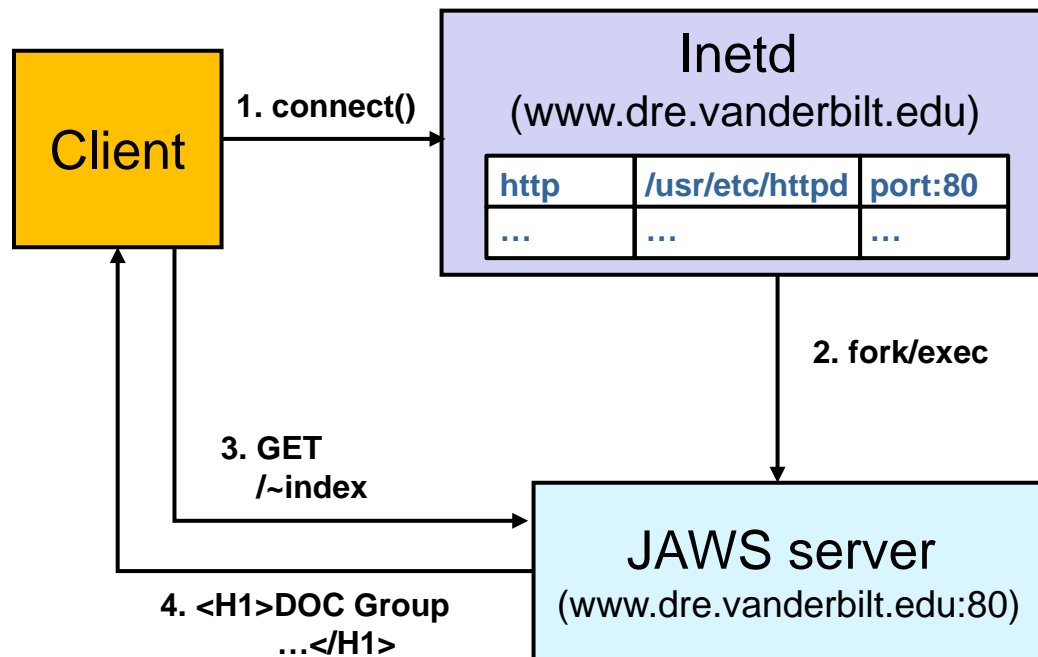 Client
1. connect()
Inetd
(www.dre.vanderbilt.edu)
http /usr/etc/httpd port:80
… … …
2. fork/exec
3. GET
/~index
JAWS server
(www.dre.vanderbilt.edu:80)
4. <H1>DOC Group
…</H1>